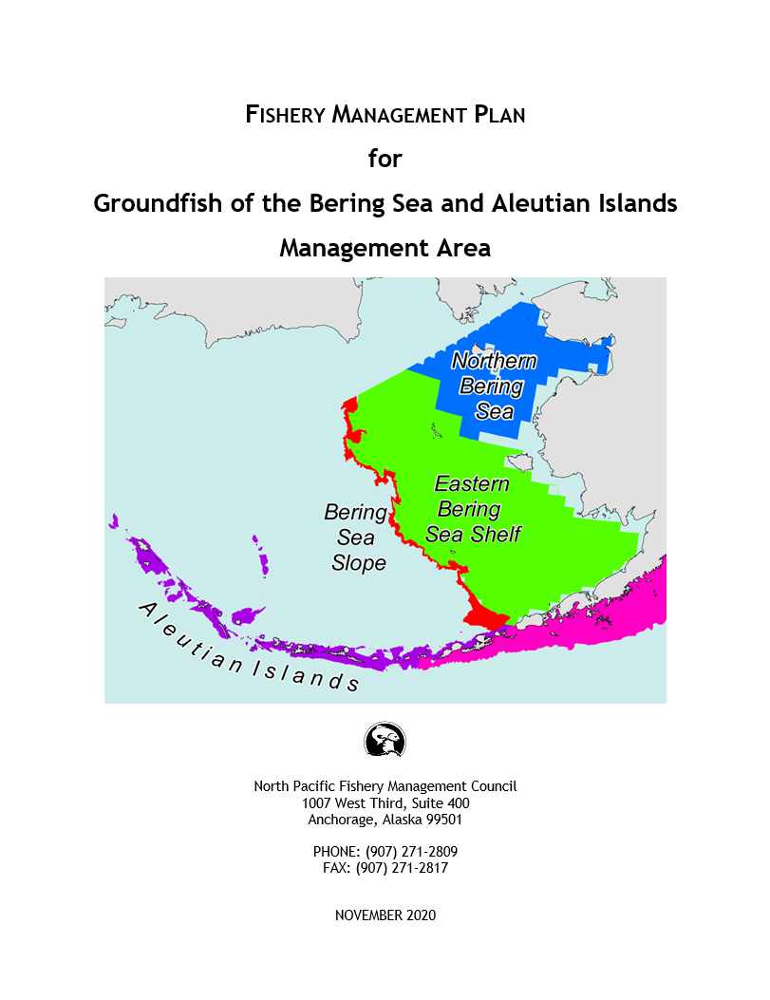 FISHERY MANAGEMENT PLAN
for
Groundfish of the Bering Sea and Aleutian Islands
Management Area
Northern
Bering
Sea
Eastern
Bering
Sea Shelf
Bering
Sea
Slope
Aleutian Islands
North Pacific Fishery Management Council
1007 West Third, Suite 400
Anchorage, Alaska 99501
PHONE: (907) 271-2809
FAX: (907) 271-2817
NOVEMBER 2020